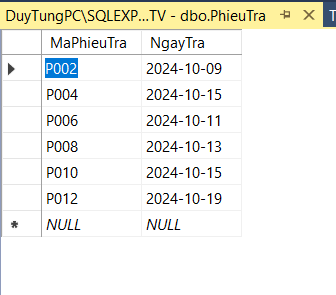 DuyTungPC\SQLEXP...TV - dbo.PhieuTra
MaPhieuTra NgayTra
P002 2024-10-09
P004 2024-10-15
P006 2024-10-11
P008 2024-10-13
P010 2024-10-15
P012 2024-10-19
NULL NULL